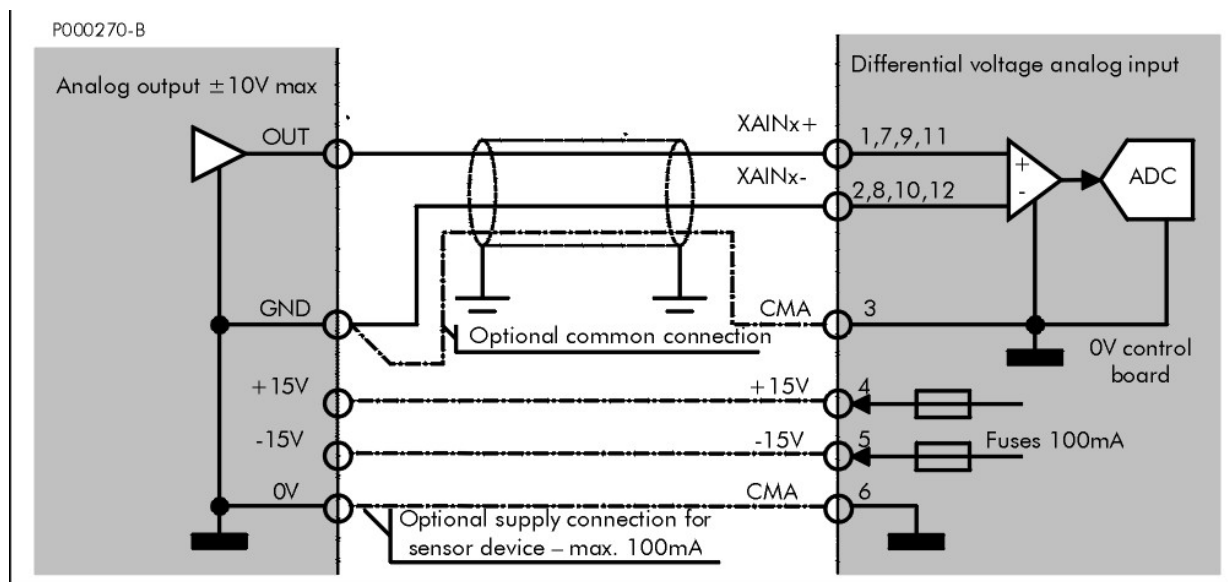 P000270-B
Analog output ±10V max
Differential voltage analog input
OUT
XAINx+
1,7,9,11
XAINx-
2,8,10,12
+
-
ADC
GND
CMA
3
Optional common connection
0V control
board
+15V
+15V
4
-15V
-15V
5
Fuses 100mA
0V
CMA
6
Optional supply connection for
sensor device – max. 100mA